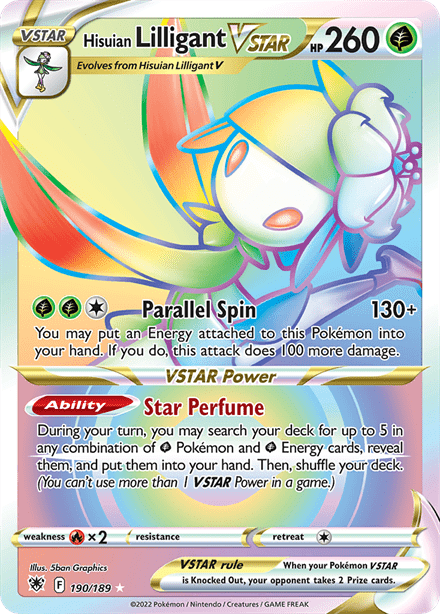 VSTAR
Hisuian Lilligant VSTAR HP 260
Evolves from Hisuian Lilligant V
Parallel Spin 130+
You may put an Energy attached to this Pokémon into
your hand. If you do, this attack does 100 more damage.
VSTAR Power
Ability Star Perfume
During your turn, you may search your deck for up to 5 in
any combination of Pokémon and Energy cards, reveal
them, and put them into your hand. Then, shuffle your deck.
(You can't use more than 1 VSTAR Power in a game.)
weakness ×2 resistance retreat
Illus. 5ban Graphics
VSTAR rule When your Pokémon VSTAR
is Knocked Out, your opponent takes 2 Prize cards.
F 190/189
©2022 Pokémon / Nintendo / Creatures / GAME FREAK